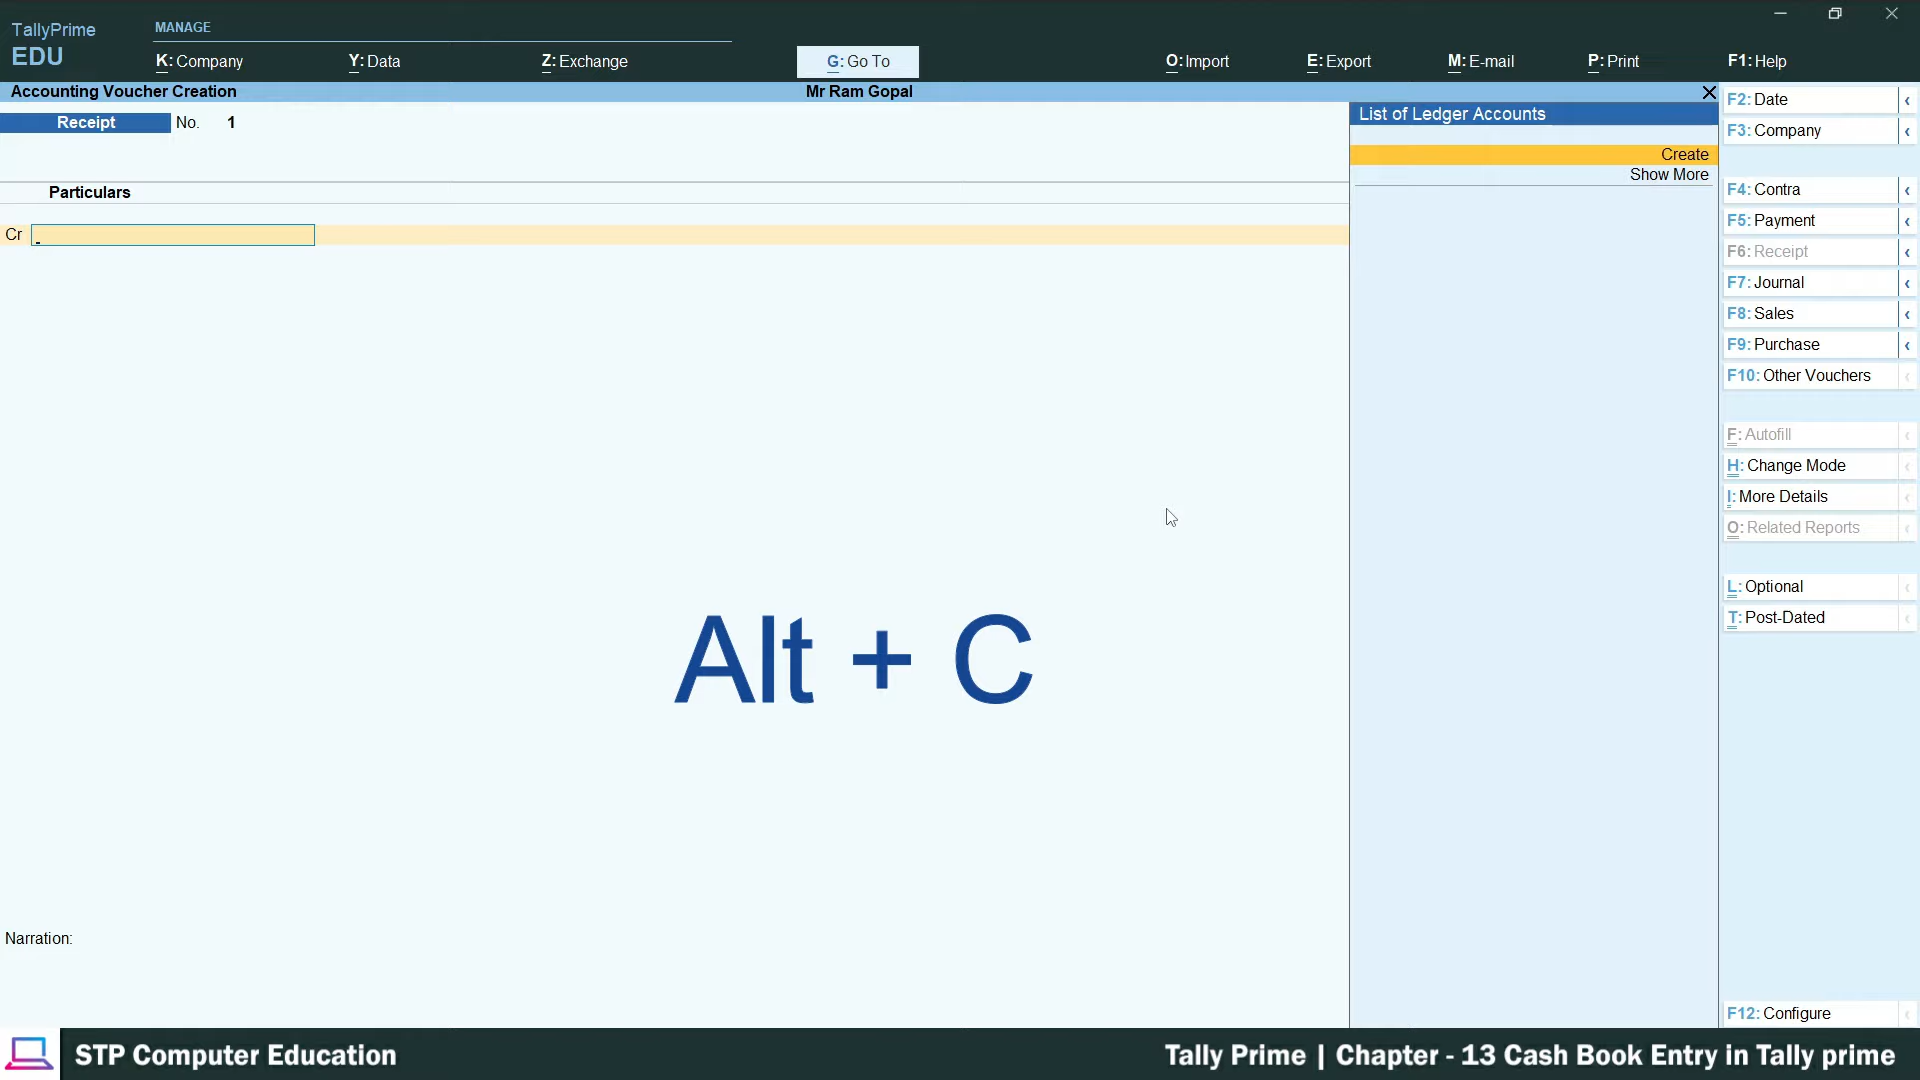 TallyPrime
EDU
MANAGE
K: Company
Y: Data
Z: Exchange
G: Go To
O: Import
E: Export
M: E-mail
P: Print
F1: Help
Accounting Voucher Creation
Mr Ram Gopal
Receipt No. 1
Particulars
Cr
List of Ledger Accounts
Create
Show More
F2: Date
F3: Company
F4: Contra
F5: Payment
F6: Receipt
F7: Journal
F8: Sales
F9: Purchase
F10: Other Vouchers
F: Autofill
H: Change Mode
I: More Details
O: Related Reports
L: Optional
T: Post-Dated
F12: Configure
Alt + C
Narration:
STP Computer Education
Tally Prime | Chapter - 13 Cash Book Entry in Tally prime